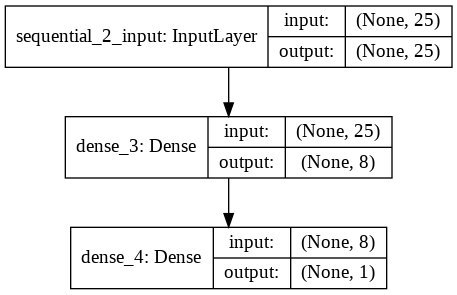 sequential_2_input: InputLayer
input: (None, 25)
output: (None, 25)
dense_3: Dense
input: (None, 25)
output: (None, 8)
dense_4: Dense
input: (None, 8)
output: (None, 1)